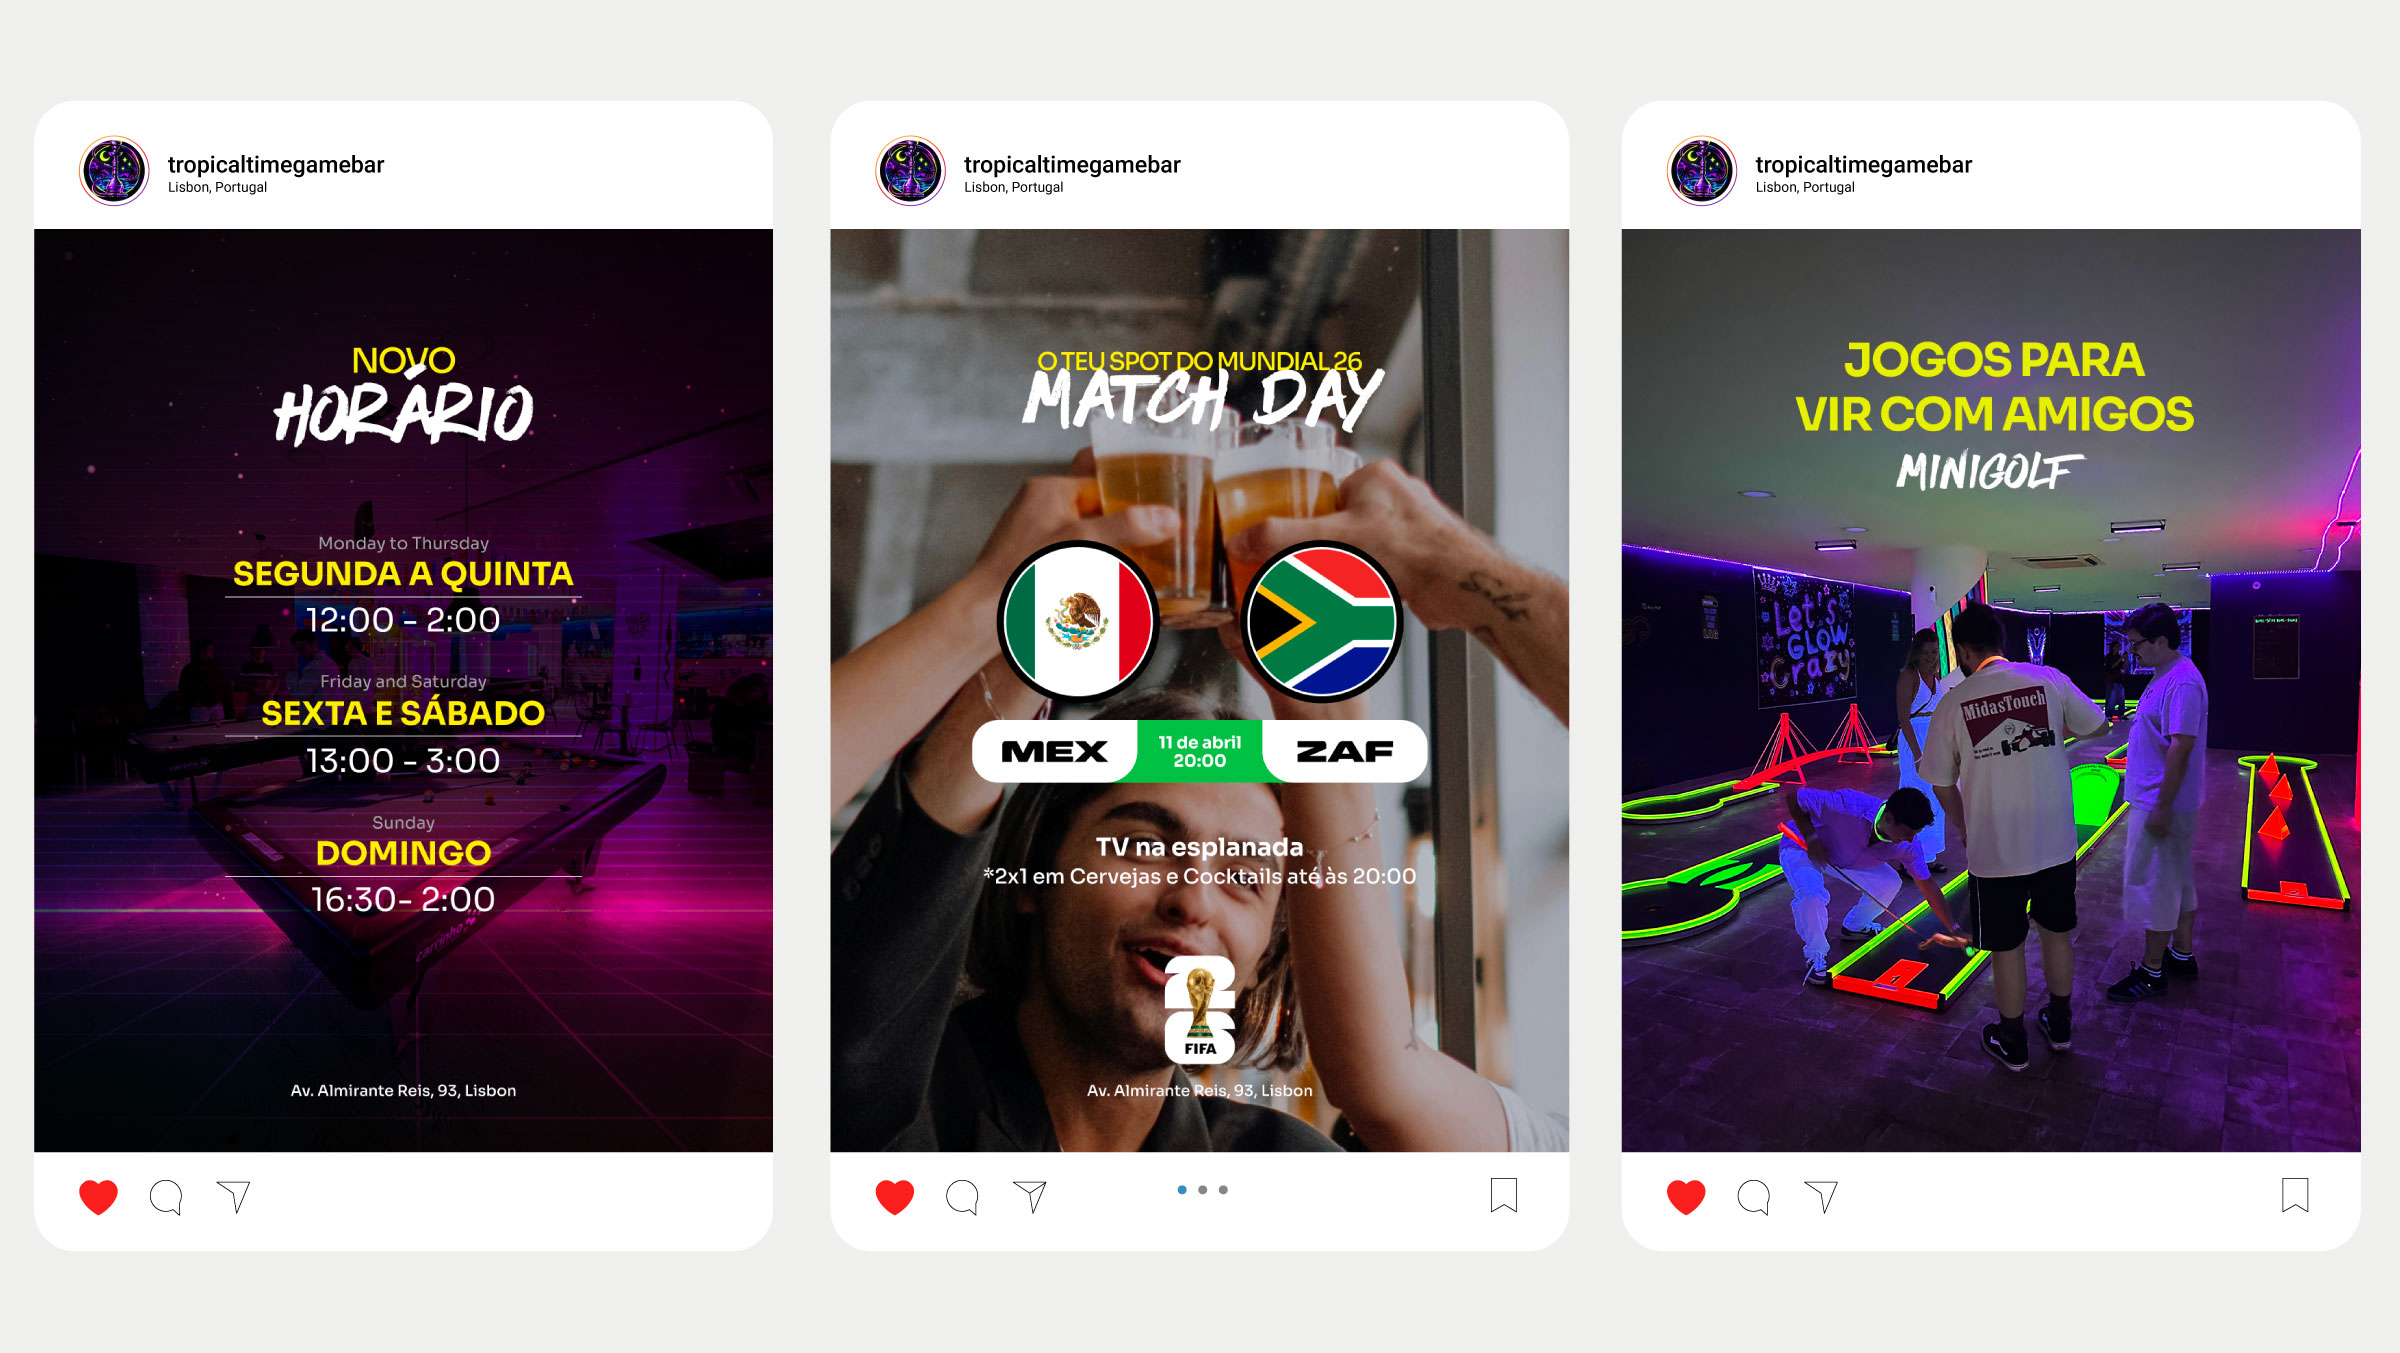 tropicaltimegamebar
Lisbon, Portugal
NOVO
HORÁRIO
Monday to Thursday
SEGUNDA A QUINTA
12:00 - 2:00
Friday and Saturday
SEXTA E SÁBADO
13:00 - 3:00
Sunday
DOMINGO
16:30- 2:00
Av. Almirante Reis, 93, Lisbon
tropicaltimegamebar
Lisbon, Portugal
O TEU SPOT DO MUNDIAL 26
MATCH DAY
MEX
11 de abril
20:00
ZAF
TV na esplanada
*2x1 em Cervejas e Cocktails até às 20:00
26
FIFA
Av. Almirante Reis, 93, Lisbon
tropicaltimegamebar
Lisbon, Portugal
JOGOS PARA
VIR COM AMIGOS
MINIGOLF
Let's
GLOW
Crazy
MidasTouch
1